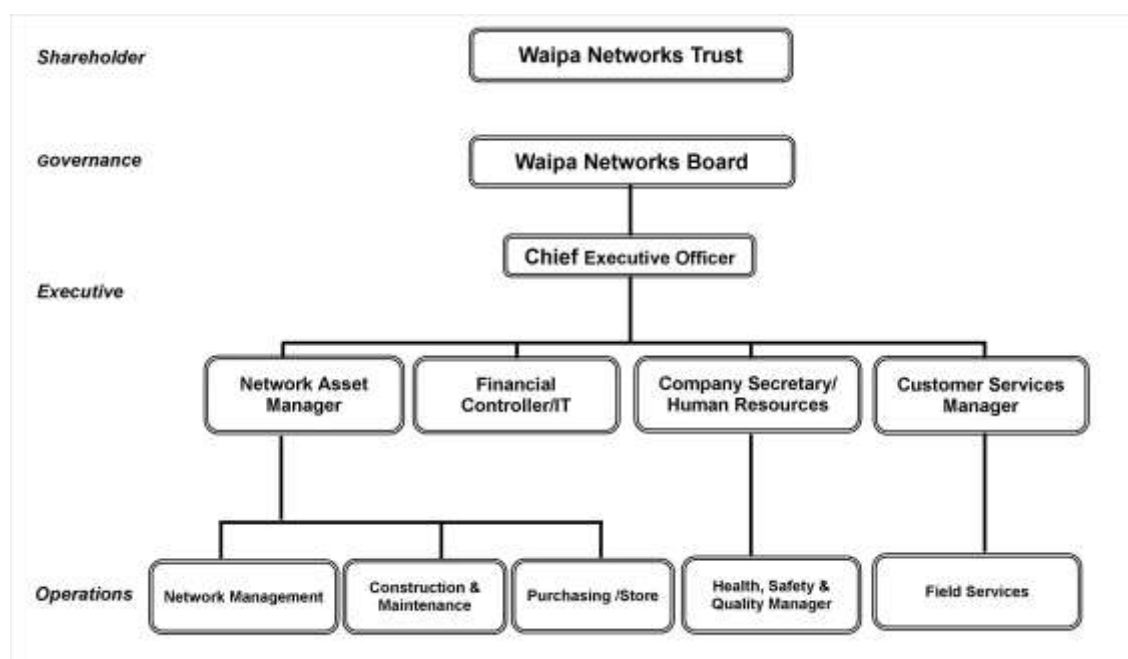 Shareholder
Waipa Networks Trust
Governance
Waipa Networks Board
Chief Executive Officer
Executive
Network Asset
Manager
Financial
Controller/IT
Company Secretary/
Human Resources
Customer Services
Manager
Operations
Network Management
Construction &
Maintenance
Purchasing /Store
Health, Safety &
Quality Manager
Field Services